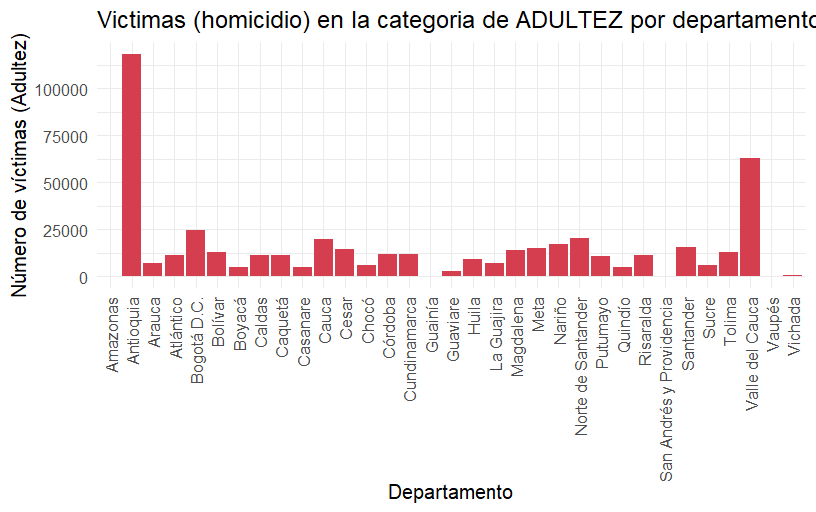 Victimas (homicidio) en la categoria de ADULTEZ por departamento
Número de víctimas (Adultez)
100000
75000
50000
25000
0
Amazonas
Antioquia
Arauca
Atlántico
Bogotá D.C.
Bolívar
Boyacá
Caldas
Caquetá
Casanare
Cauca
Cesar
Chocó
Córdoba
Cundinamarca
Guainía
Guaviare
Huila
La Guajira
Magdalena
Meta
Nariño
Norte de Santander
Putumayo
Quindío
Risaralda
San Andrés y Providencia
Santander
Sucre
Tolima
Valle del Cauca
Vaupés
Vichada
Departamento